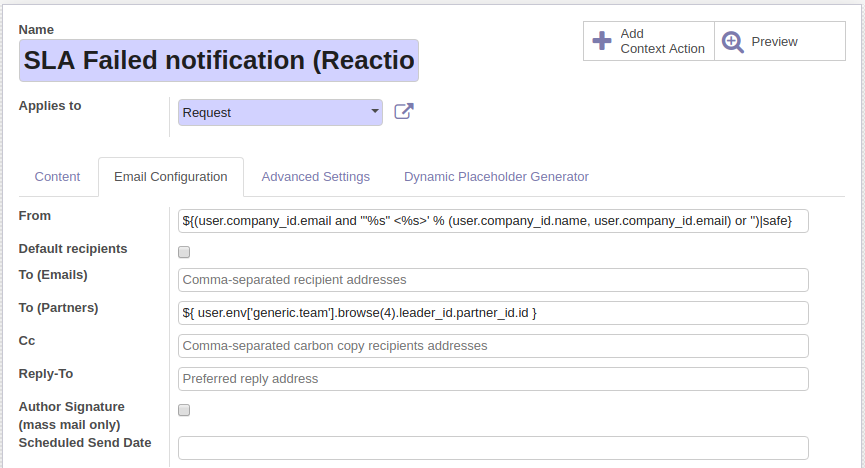 Name
SLA Failed notification (Reactio
Add
Context Action
Preview
Applies to
Request
Content
Email Configuration
Advanced Settings
Dynamic Placeholder Generator
From
${(user.company_id.email and '"%s" <%s>' % (user.company_id.name, user.company_id.email) or '')|safe}
Default recipients
To (Emails)
Comma-separated recipient addresses
To (Partners)
${ user.env['generic.team'].browse(4).leader_id.partner_id.id }
Cc
Comma-separated carbon copy recipients addresses
Reply-To
Preferred reply address
Author Signature
(mass mail only)
Scheduled Send Date